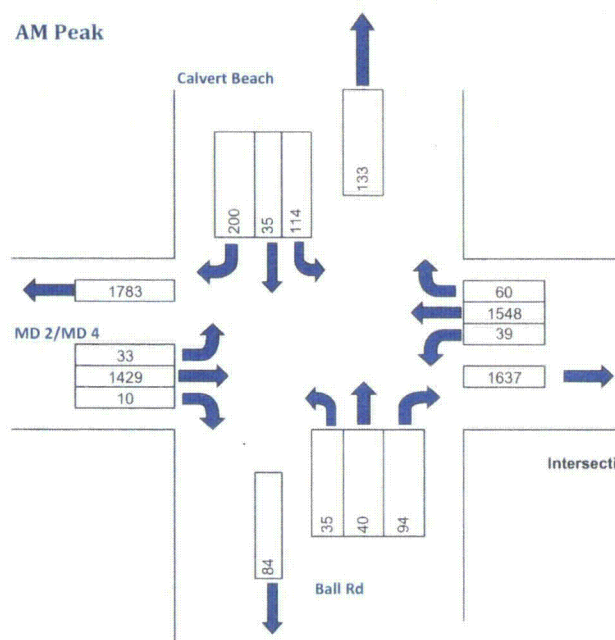 AM Peak
Calvert Beach
133
200 35 114
1783
60
1548
39
MD 2/MD 4
33
1429
10
1637
35 40 94
Intersecti
84
Ball Rd